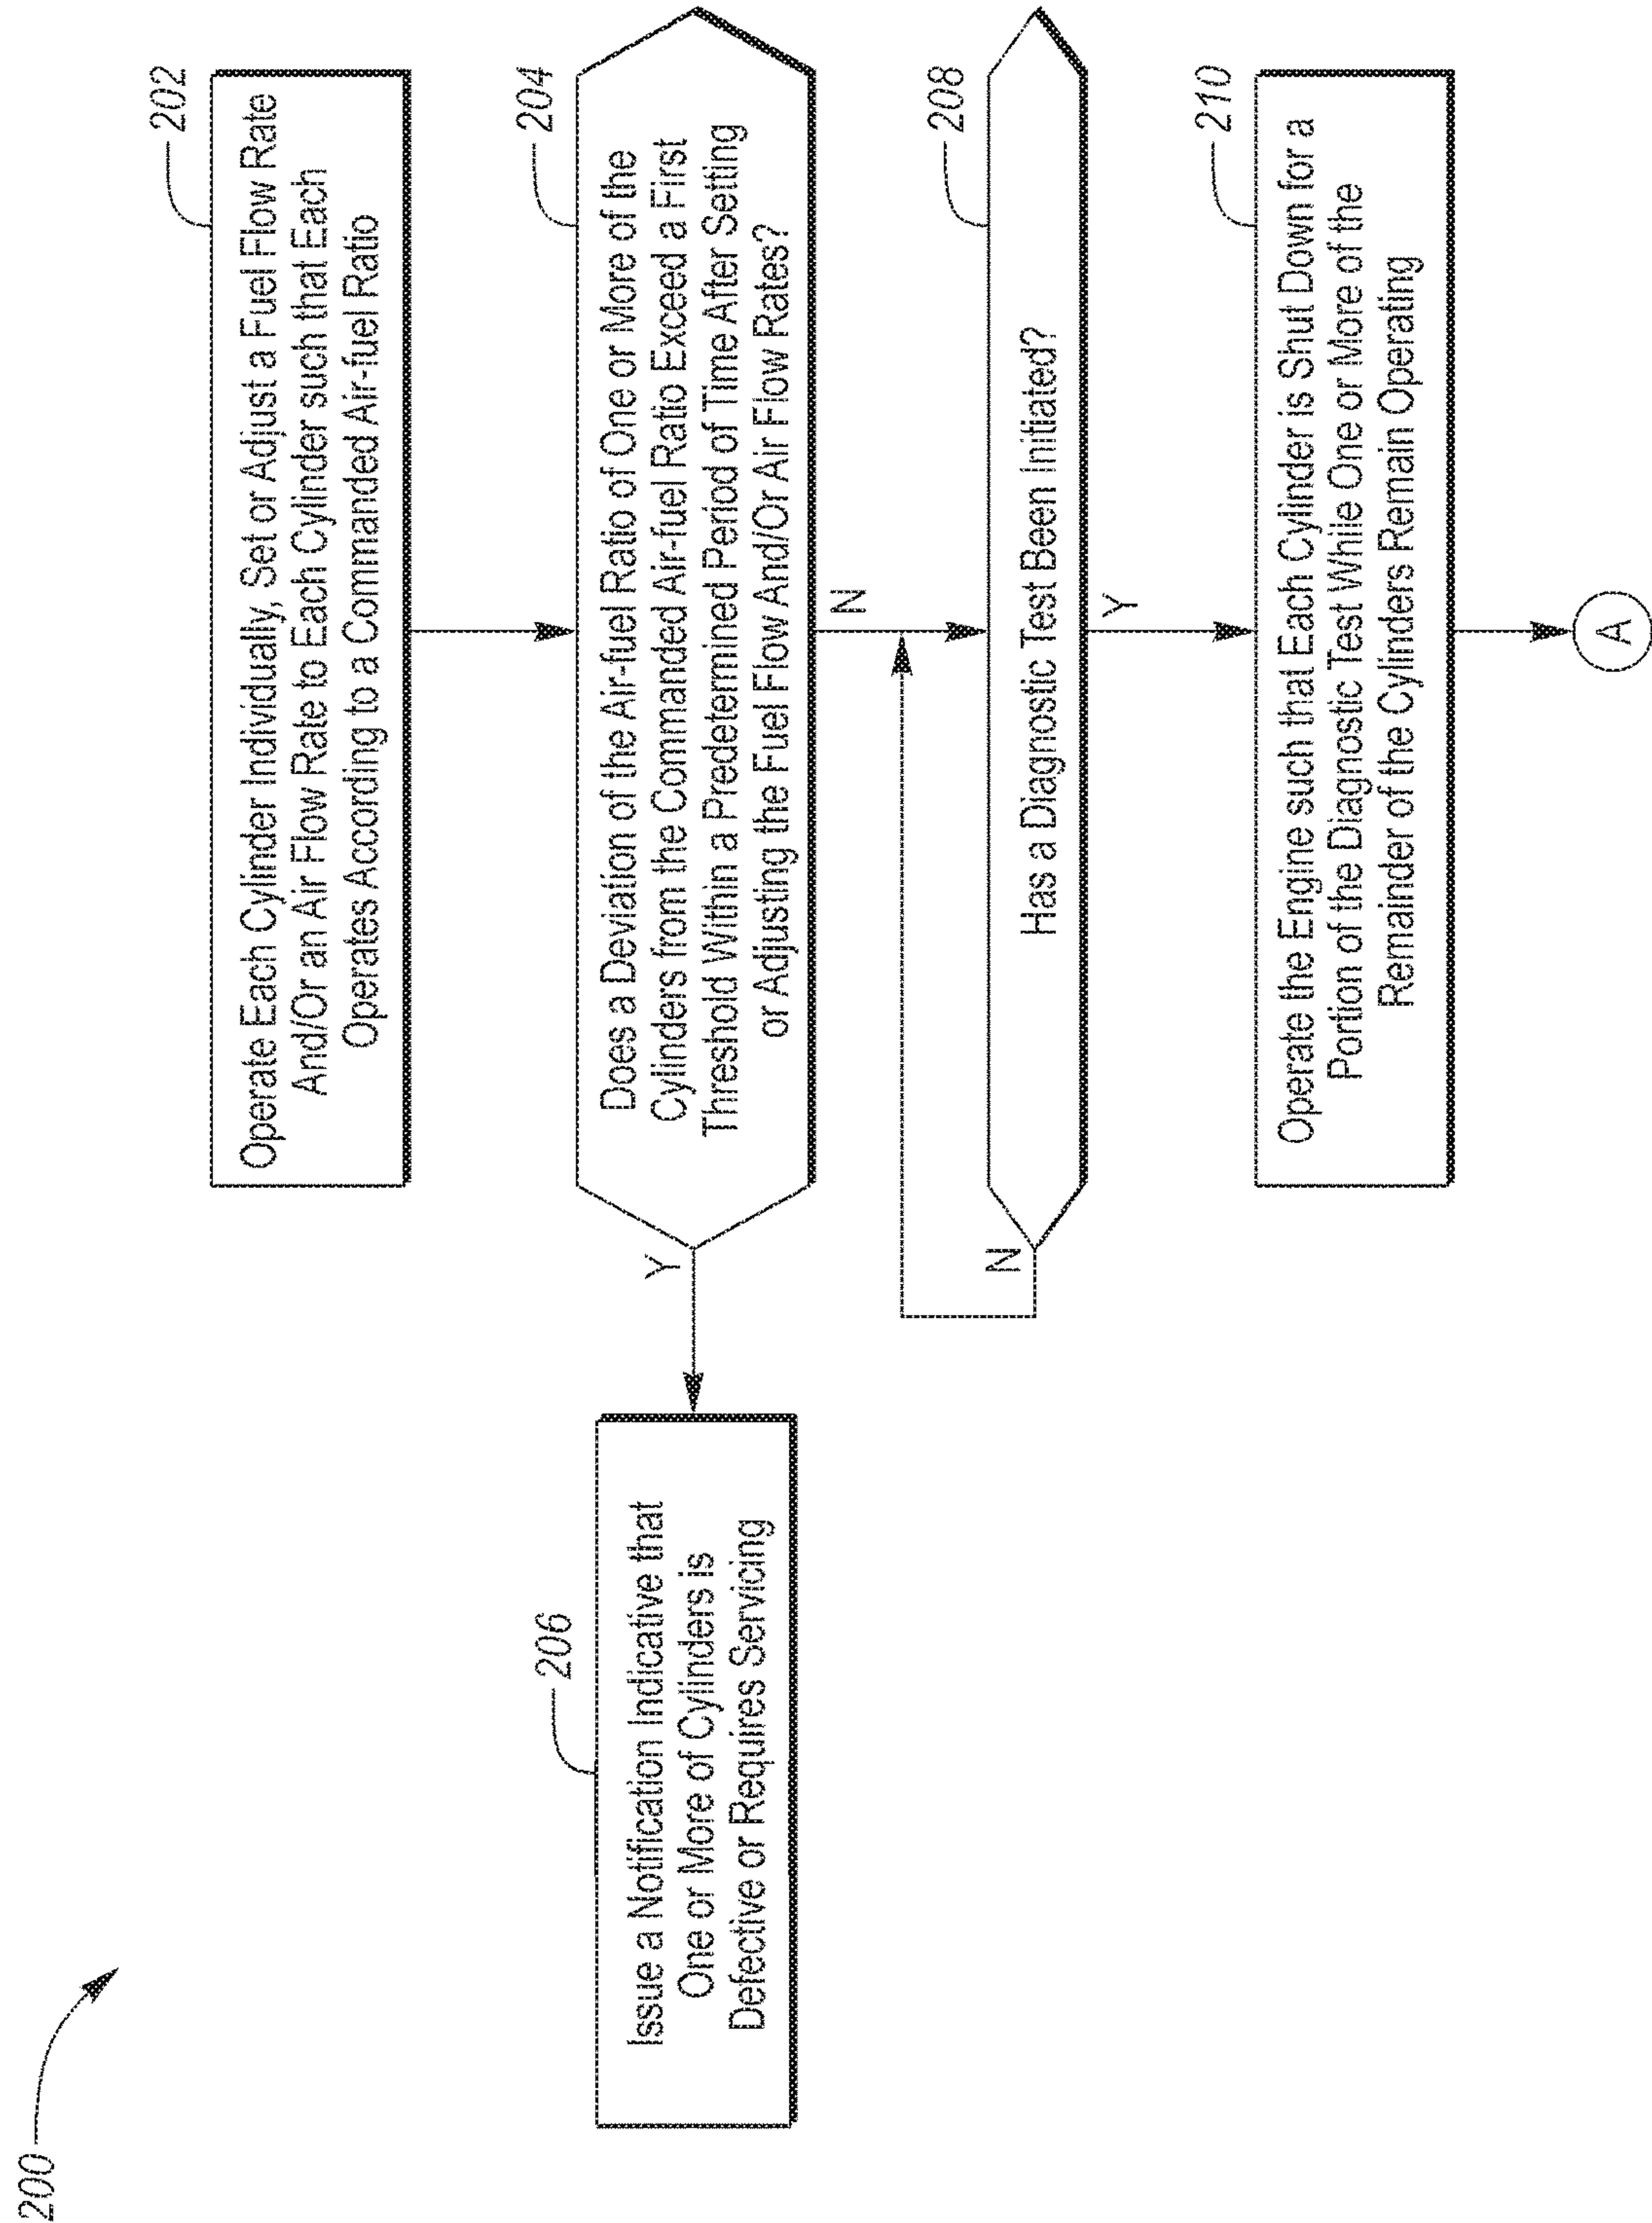 200
202
Operate Each Cylinder Individually, Set or Adjust a Fuel Flow Rate
And/Or an Air Flow Rate to Each Cylinder such that Each
Operates According to a Commanded Air-fuel Ratio
204
Does a Deviation of the Air-fuel Ratio of One or More of the
Cylinders from the Commanded Air-fuel Ratio Exceed a First
Threshold Within a Predetermined Period of Time After Setting
or Adjusting the Fuel Flow And/Or Air Flow Rates?
Y
N
206
Issue a Notification Indicative that
One or More of Cylinders is
Defective or Requires Servicing
208
Has a Diagnostic Test Been Initiated?
N
Y
210
Operate the Engine such that Each Cylinder is Shut Down for a
Portion of the Diagnostic Test While One or More of the
Remainder of the Cylinders Remain Operating
A